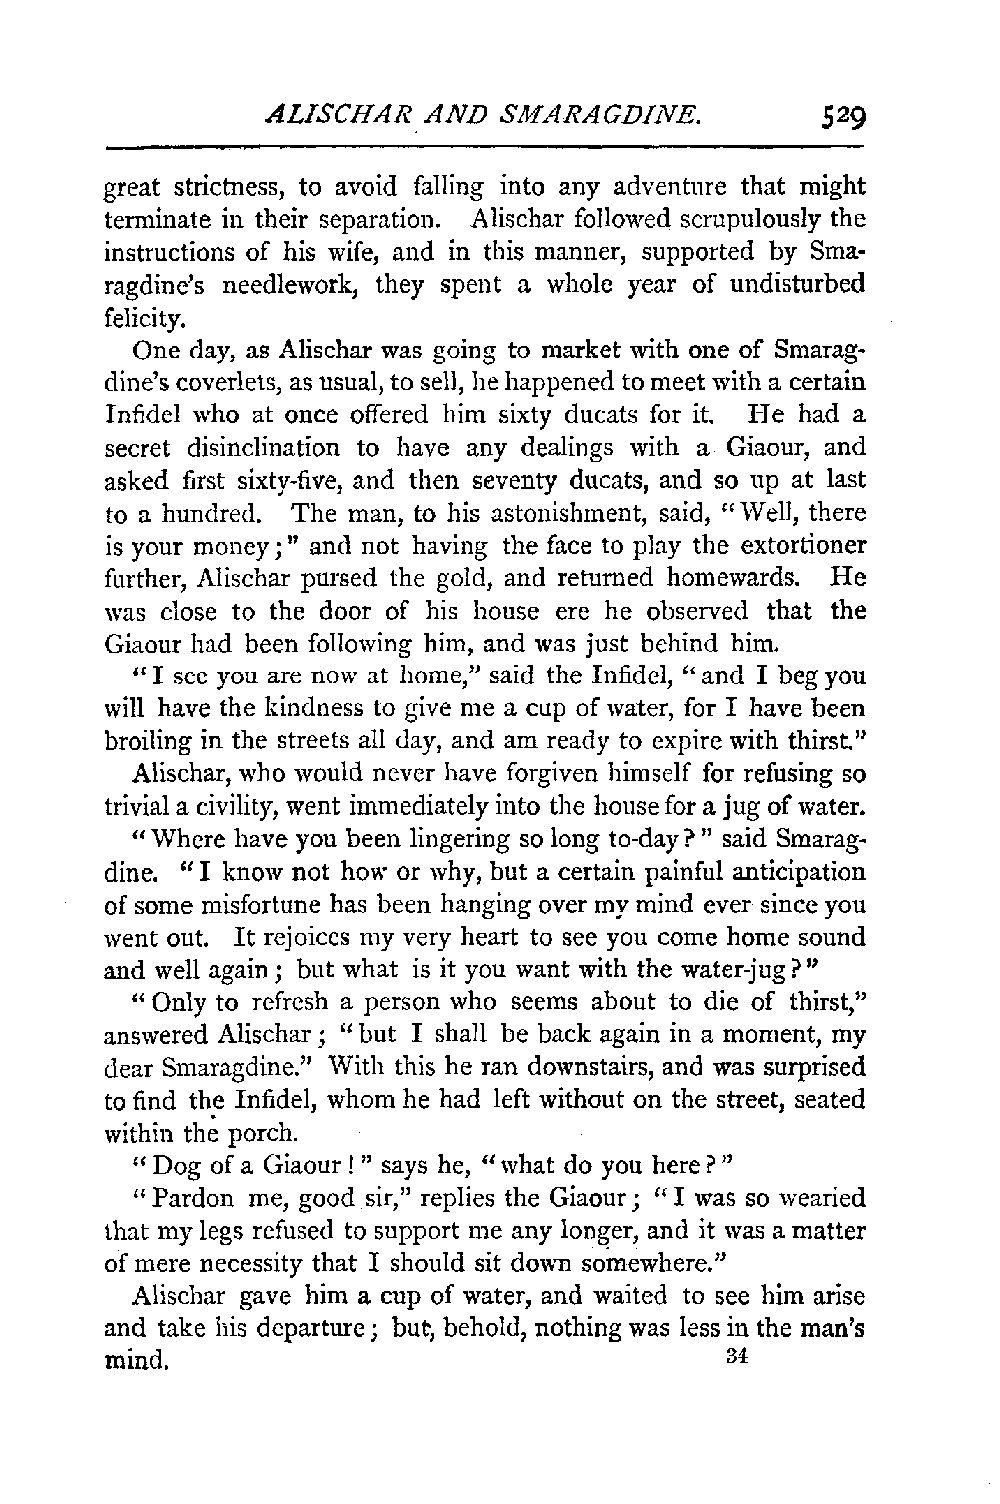 ALISCHAR AND SMARAGDINE. 529
great strictness, to avoid falling into any adventure that might
terminate in their separation. Alischar followed scrupulously the
instructions of his wife, and in this manner, supported by Sma-
ragdine's needlework, they spent a whole year of undisturbed
felicity.
One day, as Alischar was going to market with one of Smarag-
dine's coverlets, as usual, to sell, he happened to meet with a certain
Infidel who at once offered him sixty ducats for it. He had a
secret disinclination to have any dealings with a Giaour, and
asked first sixty-five, and then seventy ducats, and so up at last
to a hundred. The man, to his astonishment, said, "Well, there
is your money;" and not having the face to play the extortioner
further, Alischar pursed the gold, and returned homewards. He
was close to the door of his house ere he observed that the
Giaour had been following him, and was just behind him.
"I see you are now at home," said the Infidel, "and I beg you
will have the kindness to give me a cup of water, for I have been
broiling in the streets all day, and am ready to expire with thirst."
Alischar, who would never have forgiven himself for refusing so
trivial a civility, went immediately into the house for a jug of water.
"Where have you been lingering so long to-day?" said Smarag-
dine. "I know not how or why, but a certain painful anticipation
of some misfortune has been hanging over my mind ever since you
went out. It rejoices my very heart to see you come home sound
and well again; but what is it you want with the water-jug?"
"Only to refresh a person who seems about to die of thirst,"
answered Alischar; "but I shall be back again in a moment, my
dear Smaragdine." With this he ran downstairs, and was surprised
to find the Infidel, whom he had left without on the street, seated
within the porch.
"Dog of a Giaour!" says he, "what do you here?"
"Pardon me, good sir," replies the Giaour; "I was so wearied
that my legs refused to support me any longer, and it was a matter
of mere necessity that I should sit down somewhere."
Alischar gave him a cup of water, and waited to see him arise
and take his departure; but, behold, nothing was less in the man's
mind. 34